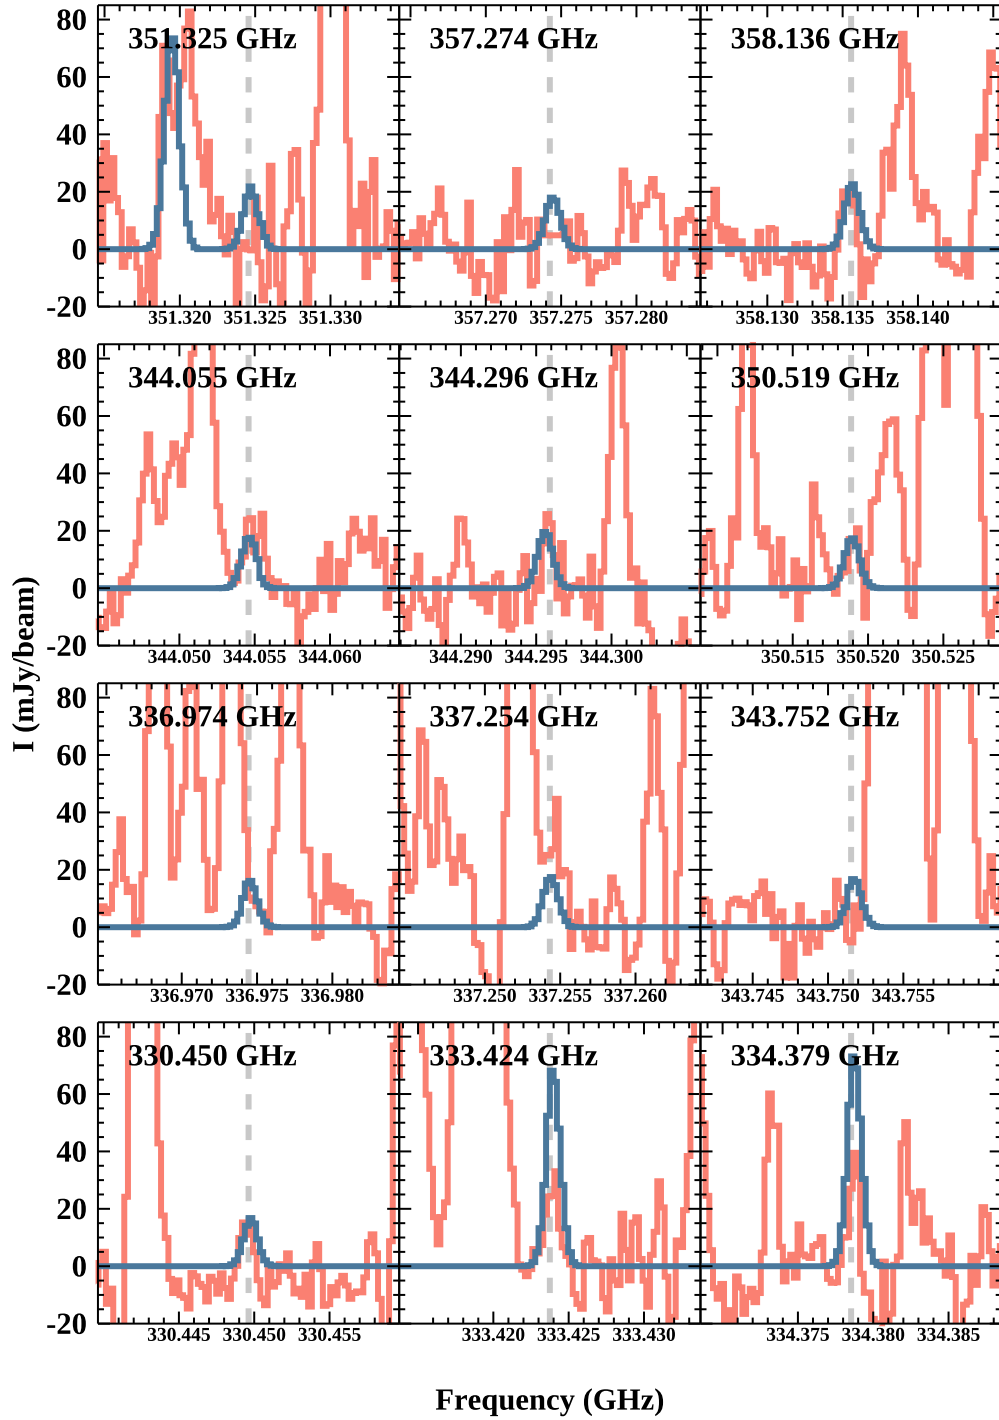 351.325 GHz 357.274 GHz 358.136 GHz
80
60
40
20
0
-20
351.320 351.325 351.330 357.270 357.275 357.280 358.130 358.135 358.140
344.055 GHz 344.296 GHz 350.519 GHz
80
60
40
20
0
-20
344.050 344.055 344.060 344.290 344.295 344.300 350.515 350.520 350.525
I (mJy/beam)
336.974 GHz 337.254 GHz 343.752 GHz
80
60
40
20
0
-20
336.970 336.975 336.980 337.250 337.255 337.260 343.745 343.750 343.755
330.450 GHz 333.424 GHz 334.379 GHz
80
60
40
20
0
-20
330.445 330.450 330.455 333.420 333.425 333.430 334.375 334.380 334.385
Frequency (GHz)